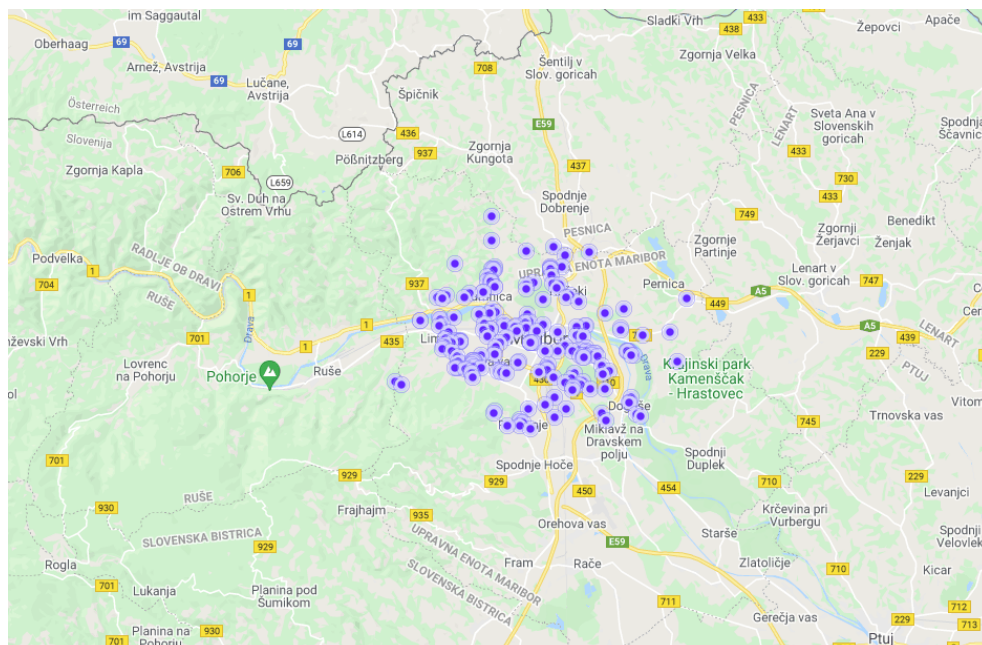 im Saggautal
Oberhaag
69
69
Arnež, Avstrija
69
Lučane,
Avstrija
Österreich
Slovenija
Zgornja Kapla
706
L659
L614
Sv. Duh na
Ostrem Vrhu
708
Špičnik
436
937
Pößnitzberg
Zgornja
Kungota
Šentilj v
Slov. goricah
E59
437
Spodnje
Dobrenje
PESNICA
UPRAVNA ENOTA MARIBOR
Sladki Vrh
433
438
Zgornja Velka
PESNICA
LENART
Žepovci
Apače
Sveta Ana v
Slovenskih
goricah
433
730
433
Spodnja
Ščavnica
749
Zgornje
Partinje
Zgornji
Žerjavci
Benedikt
Ženjak
Lenart v
Slov. goricah
747
Pernica
449
A5
A5
439
LENART
PTUJ
229
Podvelka
1
704
RADLJE OB DRAVI
RUŠE
1
Drava
1
937
435
701
Lovrenc
na Pohorju
Pohorje
Ruše
Drava
Krajinski park
Kamenščak
- Hrastovec
Trnovska vas
Miklavž na
Dravskem
polju
Spodnji
Duplek
Spodnje Hoče
929
929
450
454
710
229
Levanjci
701
930
RUŠE
SLOVENSKA BISTRICA
929
Frajhajm
935
UPRAVNA ENOTA MARIBOR
SLOVENSKA BISTRICA
Orehova vas
E59
Starše
Krčevina pri
Vurbergu
Spodnji
Velovlek
Rogla
701
Lukanja
Planina pod
Šumikom
Fram
Rače
Zlatoličje
710
Kicar
711
712
713
Gerečja vas
229
Ptuj
701
Planina na
Pohorju
930